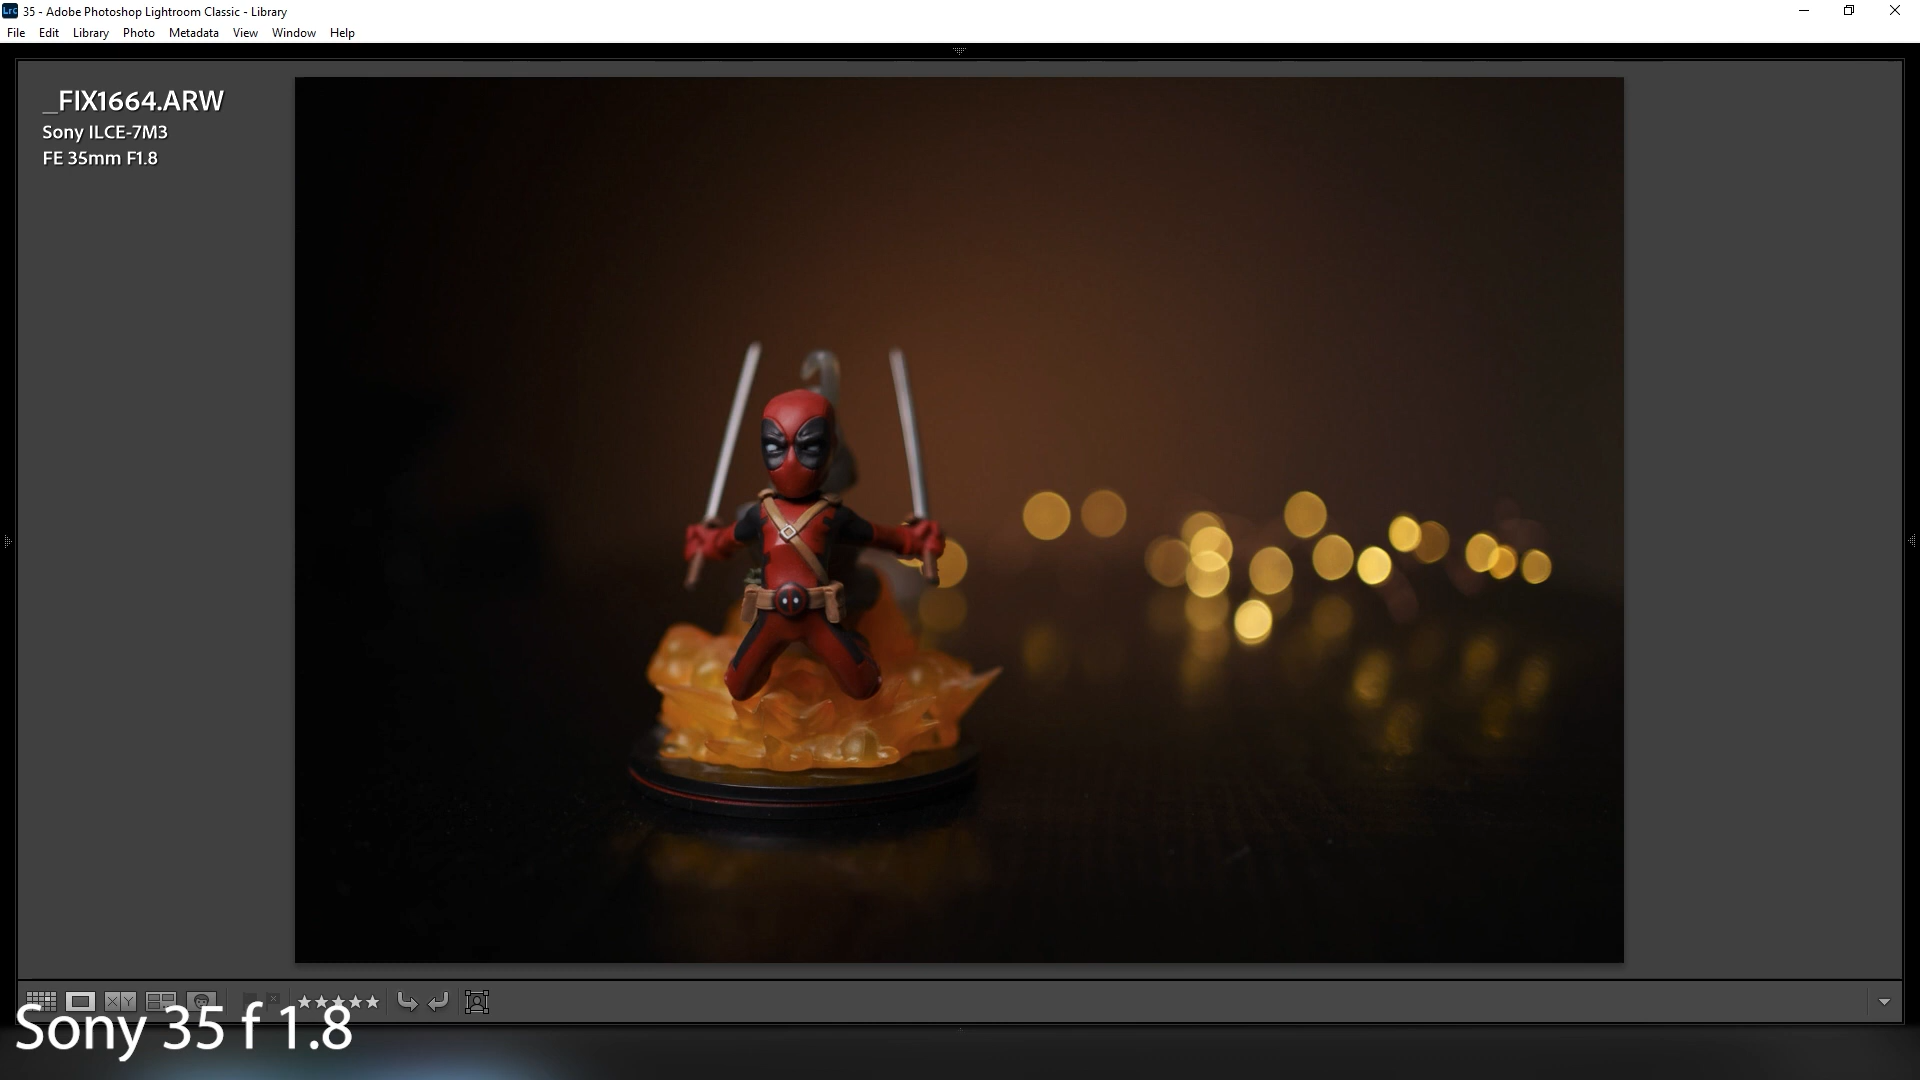 Lrc 35 - Adobe Photoshop Lightroom Classic - Library
File Edit Library Photo Metadata View Window Help
_FIX1664.ARW
Sony ILCE-7M3
FE 35mm F1.8
X Y
Sony 35 f 1.8